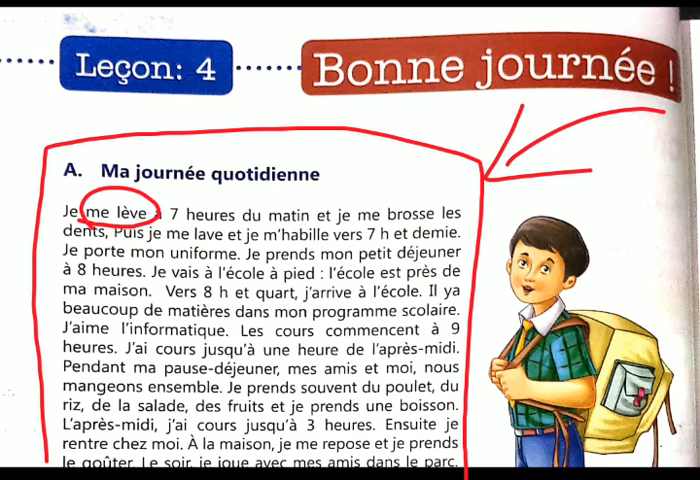 Leçon: 4
Bonne journée !
A. Ma journée quotidienne
Je me lève à 7 heures du matin et je me brosse les
dents, Puis je me lave et je m'habille vers 7 h et demie.
Je porte mon uniforme. Je prends mon petit déjeuner
à 8 heures. Je vais à l'école à pied : l'école est près de
ma maison. Vers 8 h et quart, j'arrive à l'école. Il ya
beaucoup de matières dans mon programme scolaire.
J'aime l'informatique. Les cours commencent à 9
heures. J'ai cours jusqu'à une heure de l'après-midi.
Pendant ma pause-déjeuner, mes amis et moi, nous
mangeons ensemble. Je prends souvent du poulet, du
riz, de la salade, des fruits et je prends une boisson.
L'après-midi, j'ai cours jusqu'à 3 heures. Ensuite je
rentre chez moi. À la maison, je me repose et je prends
le goûter. Le soir, je joue avec mes amis dans le parc.